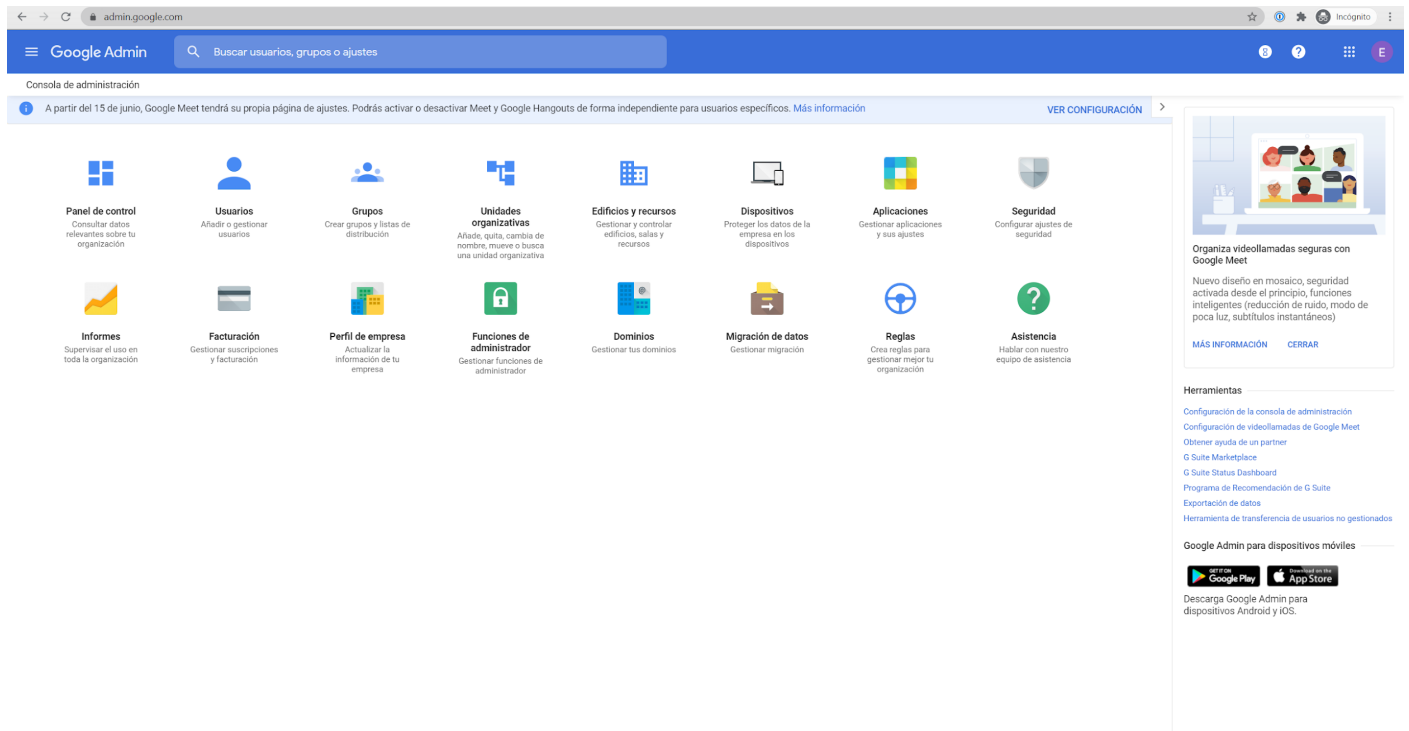 admin.google.com
Incógnito
Google Admin
Buscar usuarios, grupos o ajustes
8
?
E
Consola de administración
A partir del 15 de junio, Google Meet tendrá su propia página de ajustes. Podrás activar o desactivar Meet y Google Hangouts de forma independiente para usuarios específicos. Más información
VER CONFIGURACIÓN
Panel de control
Consultar datos
relevantes sobre tu
organización
Usuarios
Añadir o gestionar
usuarios
Grupos
Crear grupos y listas de
distribución
Unidades
organizativas
Añade, quita, cambia de
nombre, mueve o busca
una unidad organizativa
Edificios y recursos
Gestionar y controlar
edificios, salas y
recursos
Dispositivos
Proteger los datos de la
empresa en los
dispositivos
Aplicaciones
Gestionar aplicaciones
y sus ajustes
Seguridad
Configurar ajustes de
seguridad
Informes
Supervisar el uso en
toda la organización
Facturación
Gestionar suscripciones
y facturación
Perfil de empresa
Actualizar la
información de tu
empresa
Funciones de
administrador
Gestionar funciones de
administrador
Dominios
Gestionar tus dominios
Migración de datos
Gestionar migración
Reglas
Crea reglas para
gestionar mejor tu
organización
Asistencia
Hablar con nuestro
equipo de asistencia
Organiza videollamadas seguras con
Google Meet
Nuevo diseño en mosaico, seguridad
activada desde el principio, funciones
inteligentes (reducción de ruido, modo de
poca luz, subtítulos instantáneos)
MÁS INFORMACIÓN CERRAR
Herramientas
Configuración de la consola de administración
Configuración de videollamadas de Google Meet
Obtener ayuda de un partner
G Suite Marketplace
G Suite Status Dashboard
Programa de Recomendación de G Suite
Exportación de datos
Herramienta de transferencia de usuarios no gestionados
Google Admin para dispositivos móviles
GET IT ON
Google Play
Download on the
App Store
Descarga Google Admin para
dispositivos Android y iOS.